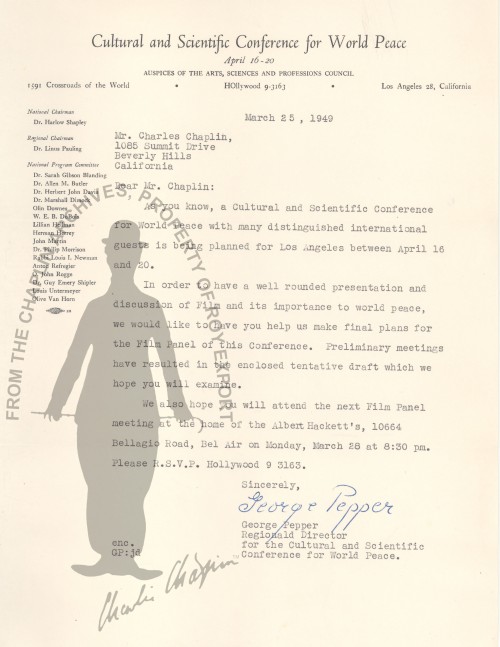 Cultural and Scientific Conference for World Peace
April 16-20
AUSPICES OF THE ARTS, SCIENCES AND PROFESSIONS COUNCIL
1591 Crossroads of the World • HOllywood 9-3163 • Los Angeles 28, California
National Chairman
Dr. Harlow Shapley
Regional Chairman
Dr. Linus Pauling
National Program Committee
Dr. Sarah Gibson Blanding
Dr. Allen M. Butler
Dr. Herbert John Davis
Dr. Marshall Dimock
Olin Downes
W. E. B. DuBois
Lillian Hellman
Herman
John Martin
Dr. Philip Morrison
Rabbi Louis I. Newman
Anton Refregier
O. John Rogge
Dr. Guy Emery Shipler
Louis Untermeyer
Clive Van Horn
March 25, 1949
Mr. Charles Chaplin,
1085 Summit Drive
Beverly Hills
California
Dear Mr. Chaplin:
As you know, a Cultural and Scientific Conference
for World Peace with many distinguished international
guests is being planned for Los Angeles between April 16
and 20.
In order to have a well rounded presentation and
discussion of Film and its importance to world peace,
we would like to have you help us make final plans for
the Film Panel of this Conference. Preliminary meetings
have resulted in the enclosed tentative draft which we
hope you will examine.
We also hope you will attend the next Film Panel
meeting at the home of the Albert Hackett's, 10664
Bellagio Road, Bel Air on Monday, March 28 at 8:30 pm.
Please R.S.V.P. Hollywood 9 3163.
Sincerely,
George Pepper
George Pepper
Regionald Director
for the Cultural and Scientific
Conference for World Peace.
enc.
GP:jd
FROM THE CHAPLIN ARCHIVES, PROPERTY OF ROY EXPORT
Charlie Chaplin